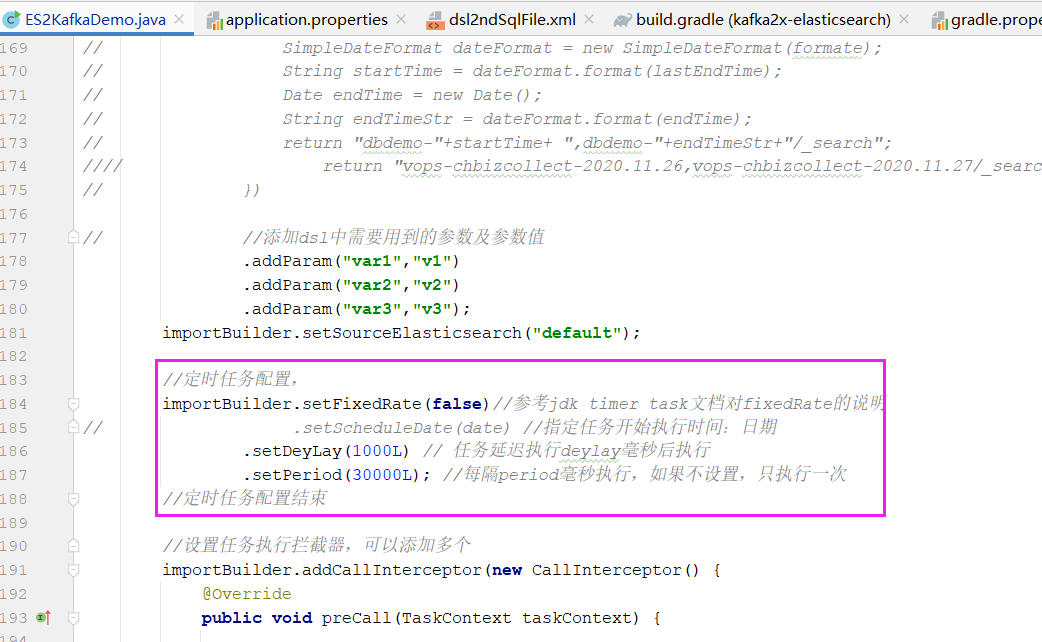 ES2KafkaDemo.java × application.properties × dsl2ndSqlFile.xml × build.gradle (kafka2x-elasticsearch) × gradle.prope
169 // SimpleDateFormat dateFormat = new SimpleDateFormat(formate);
170 // String startTime = dateFormat.format(lastEndTime);
171 // Date endTime = new Date();
172 // String endTimeStr = dateFormat.format(endTime);
173 // return "dbdemo-"+startTime+ ",dbdemo-"+endTimeStr+"/_search";
174 //// return "vops-chbizcollect-2020.11.26,vops-chbizcollect-2020.11.27/_searc
175 // })
176
177 // //添加dsl中需要用到的参数及参数值
178 .addParam("var1","v1")
179 .addParam("var2","v2")
180 .addParam("var3","v3");
181 importBuilder.setSourceElasticsearch("default");
182
183 //定时任务配置,
184 importBuilder.setFixedRate(false)//参考jdk timer task文档对fixedRate的说明
185 // .setScheduleDate(date) //指定任务开始执行时间：日期
186 .setDeyLay(1000L) // 任务延迟执行deylay毫秒后执行
187 .setPeriod(30000L); //每隔period毫秒执行，如果不设置，只执行一次
188 //定时任务配置结束
189
190 //设置任务执行拦截器，可以添加多个
191 importBuilder.addCallInterceptor(new CallInterceptor() {
192 @Override
193 public void preCall(TaskContext taskContext) {
194